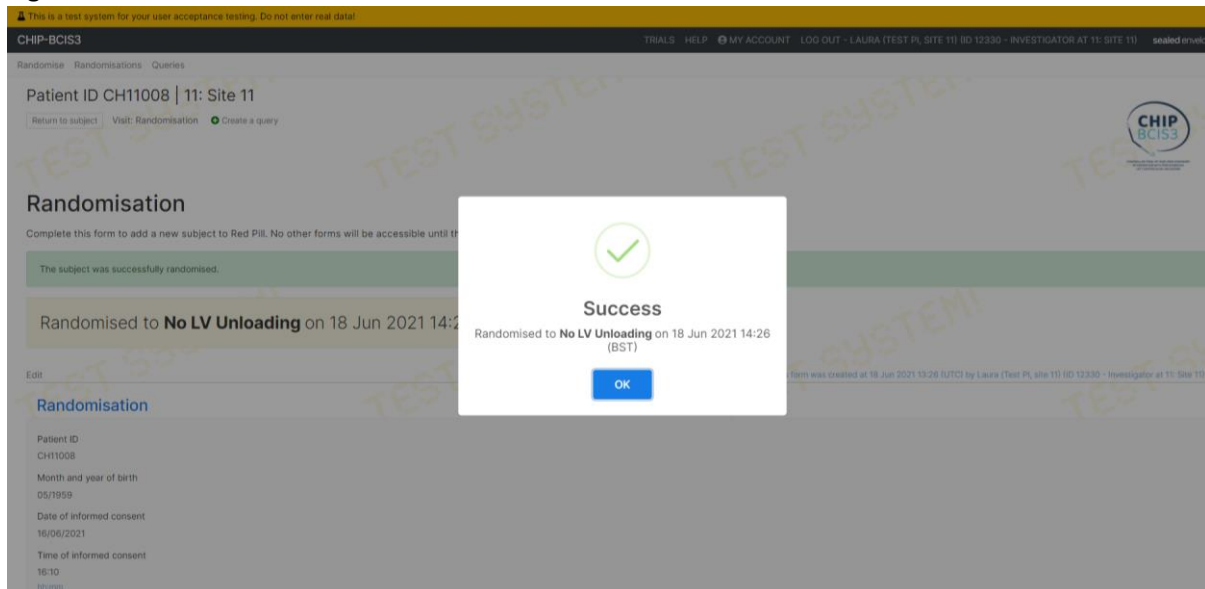 This is a test system for your user acceptance testing. Do not enter real data!
CHIP-BCIS3 TRIALS HELP MY ACCOUNT LOG OUT - LAURA (TEST PI, SITE 11) (ID 12330 - INVESTIGATOR AT 11: SITE 11) sealed envelo
Randomise Randomisations Queries
Patient ID CH11008 | 11: Site 11
Return to subject Visit: Randomisation Create a query
CHIP
BCIS3
TEST SYSTEM!
Randomisation
Complete this form to add a new subject to Red Pill. No other forms will be accessible until th
The subject was successfully randomised.
Randomised to No LV Unloading on 18 Jun 2021 14:2
Success
Randomised to No LV Unloading on 18 Jun 2021 14:26
(BST)
OK
Edit form was created at 18 Jun 2021 13:26 (UTC) by Laura (Test PI, site 11) (ID 12330 - Investigator at 11: Site 11)
Randomisation
Patient ID
CH11008
Month and year of birth
05/1959
Date of informed consent
16/06/2021
Time of informed consent
16:10